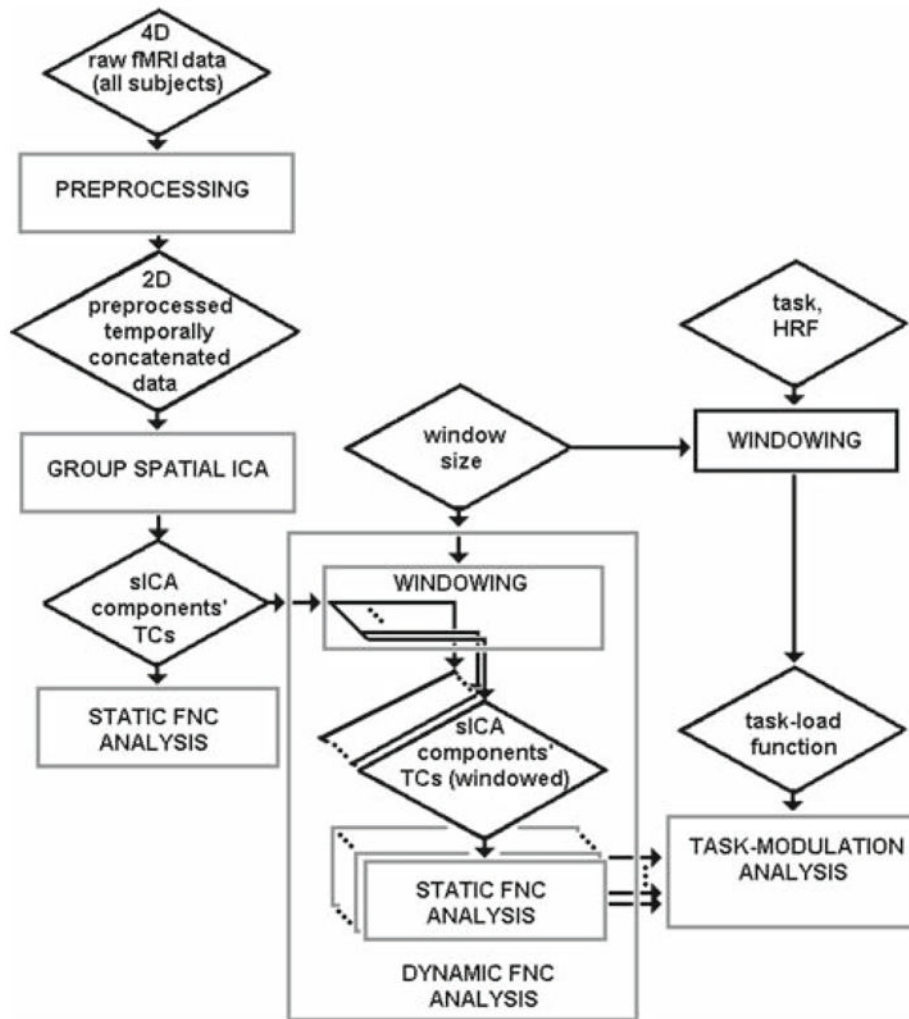 4D
raw fMRI data
(all subjects)
PREPROCESSING
2D
preprocessed
temporally
concatenated
data
GROUP SPATIAL ICA
sICA
components'
TCs
STATIC FNC
ANALYSIS
window
size
WINDOWING
sICA
components'
TCs (windowed)
STATIC FNC
ANALYSIS
DYNAMIC FNC
ANALYSIS
task,
HRF
WINDOWING
task-load
function
TASK-MODULATION
ANALYSIS